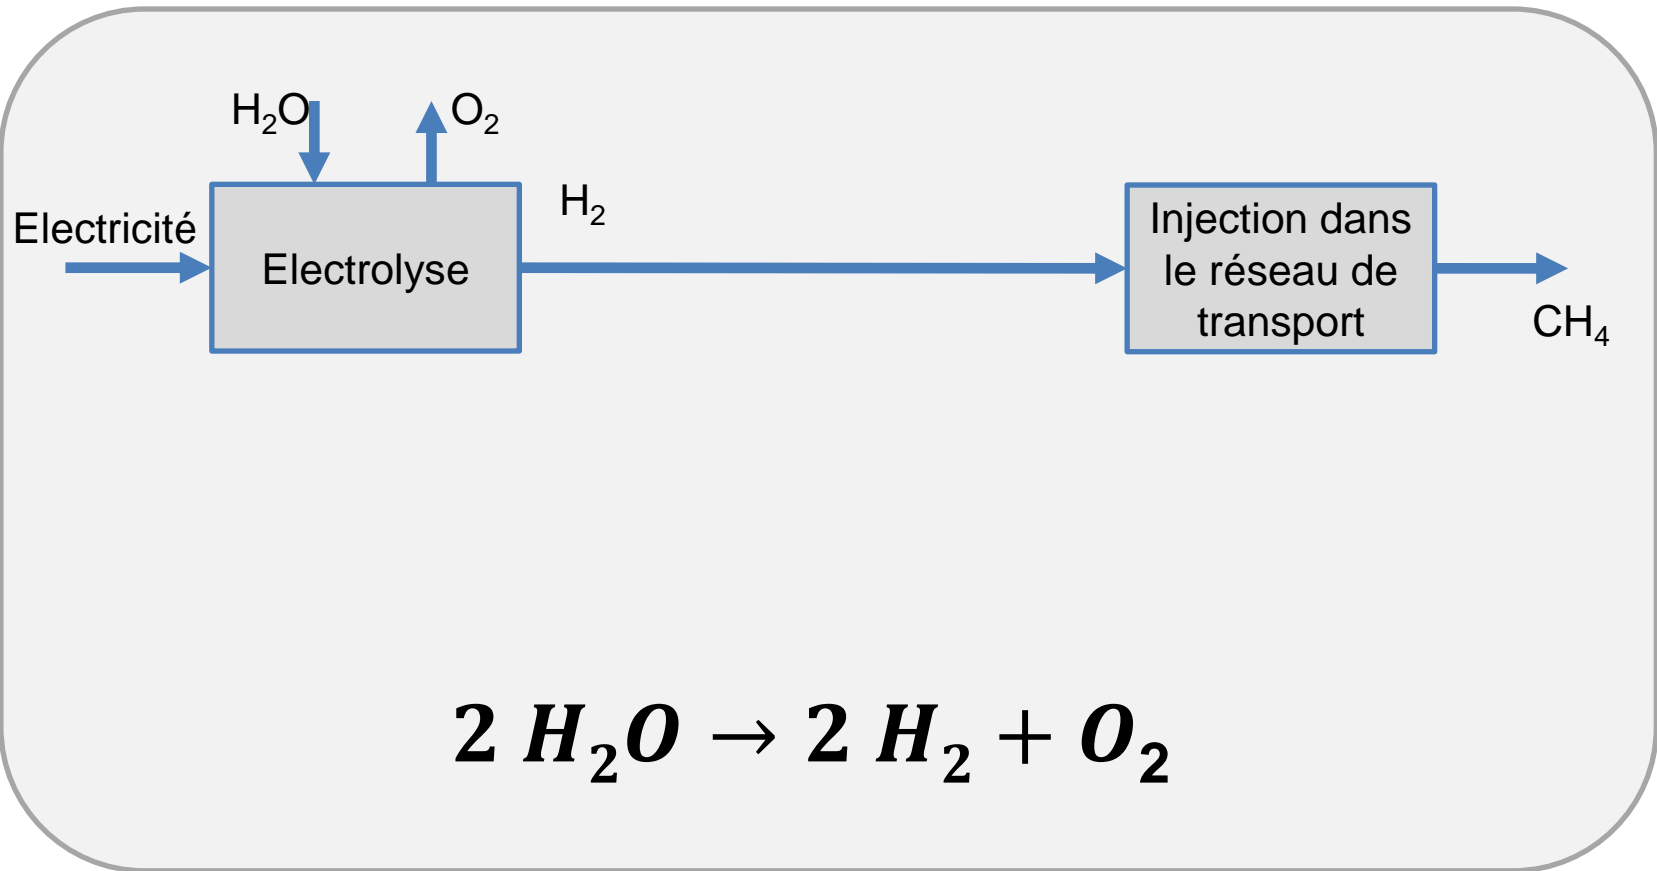 H₂O
O₂
Electricité
Electrolyse
H₂
Injection dans
le réseau de
transport
CH₄
2 H₂O → 2 H₂ + O₂